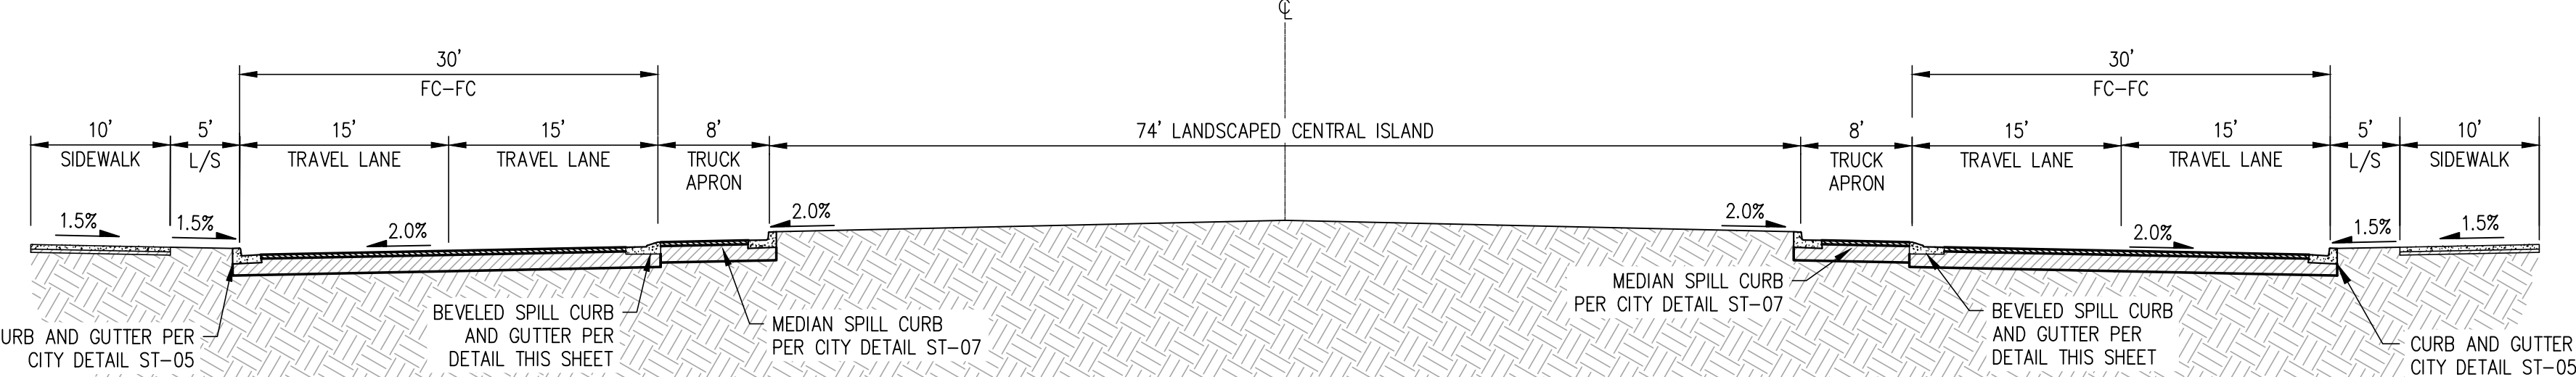 ℄
30'
FC-FC
30'
FC-FC
10'
SIDEWALK
5'
L/S
15'
TRAVEL LANE
15'
TRAVEL LANE
8'
TRUCK
APRON
74' LANDSCAPED CENTRAL ISLAND
8'
TRUCK
APRON
15'
TRAVEL LANE
15'
TRAVEL LANE
5'
L/S
10'
SIDEWALK
1.5%
1.5%
2.0%
2.0%
2.0%
2.0%
1.5%
1.5%
URB AND GUTTER PER
CITY DETAIL ST-05
BEVELED SPILL CURB
AND GUTTER PER
DETAIL THIS SHEET
MEDIAN SPILL CURB
PER CITY DETAIL ST-07
MEDIAN SPILL CURB
PER CITY DETAIL ST-07
BEVELED SPILL CURB
AND GUTTER PER
DETAIL THIS SHEET
CURB AND GUTTER
CITY DETAIL ST-05